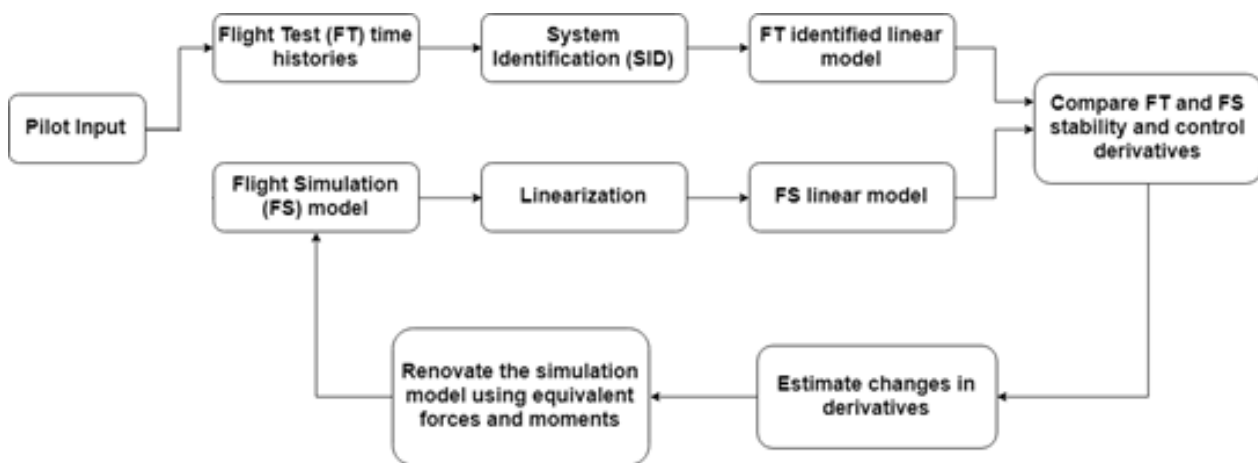 Pilot Input
Flight Test (FT) time
histories
System
Identification (SID)
FT identified linear
model
Compare FT and FS
stability and control
derivatives
Flight Simulation
(FS) model
Linearization
FS linear model
Renovate the simulation
model using equivalent
forces and moments
Estimate changes in
derivatives